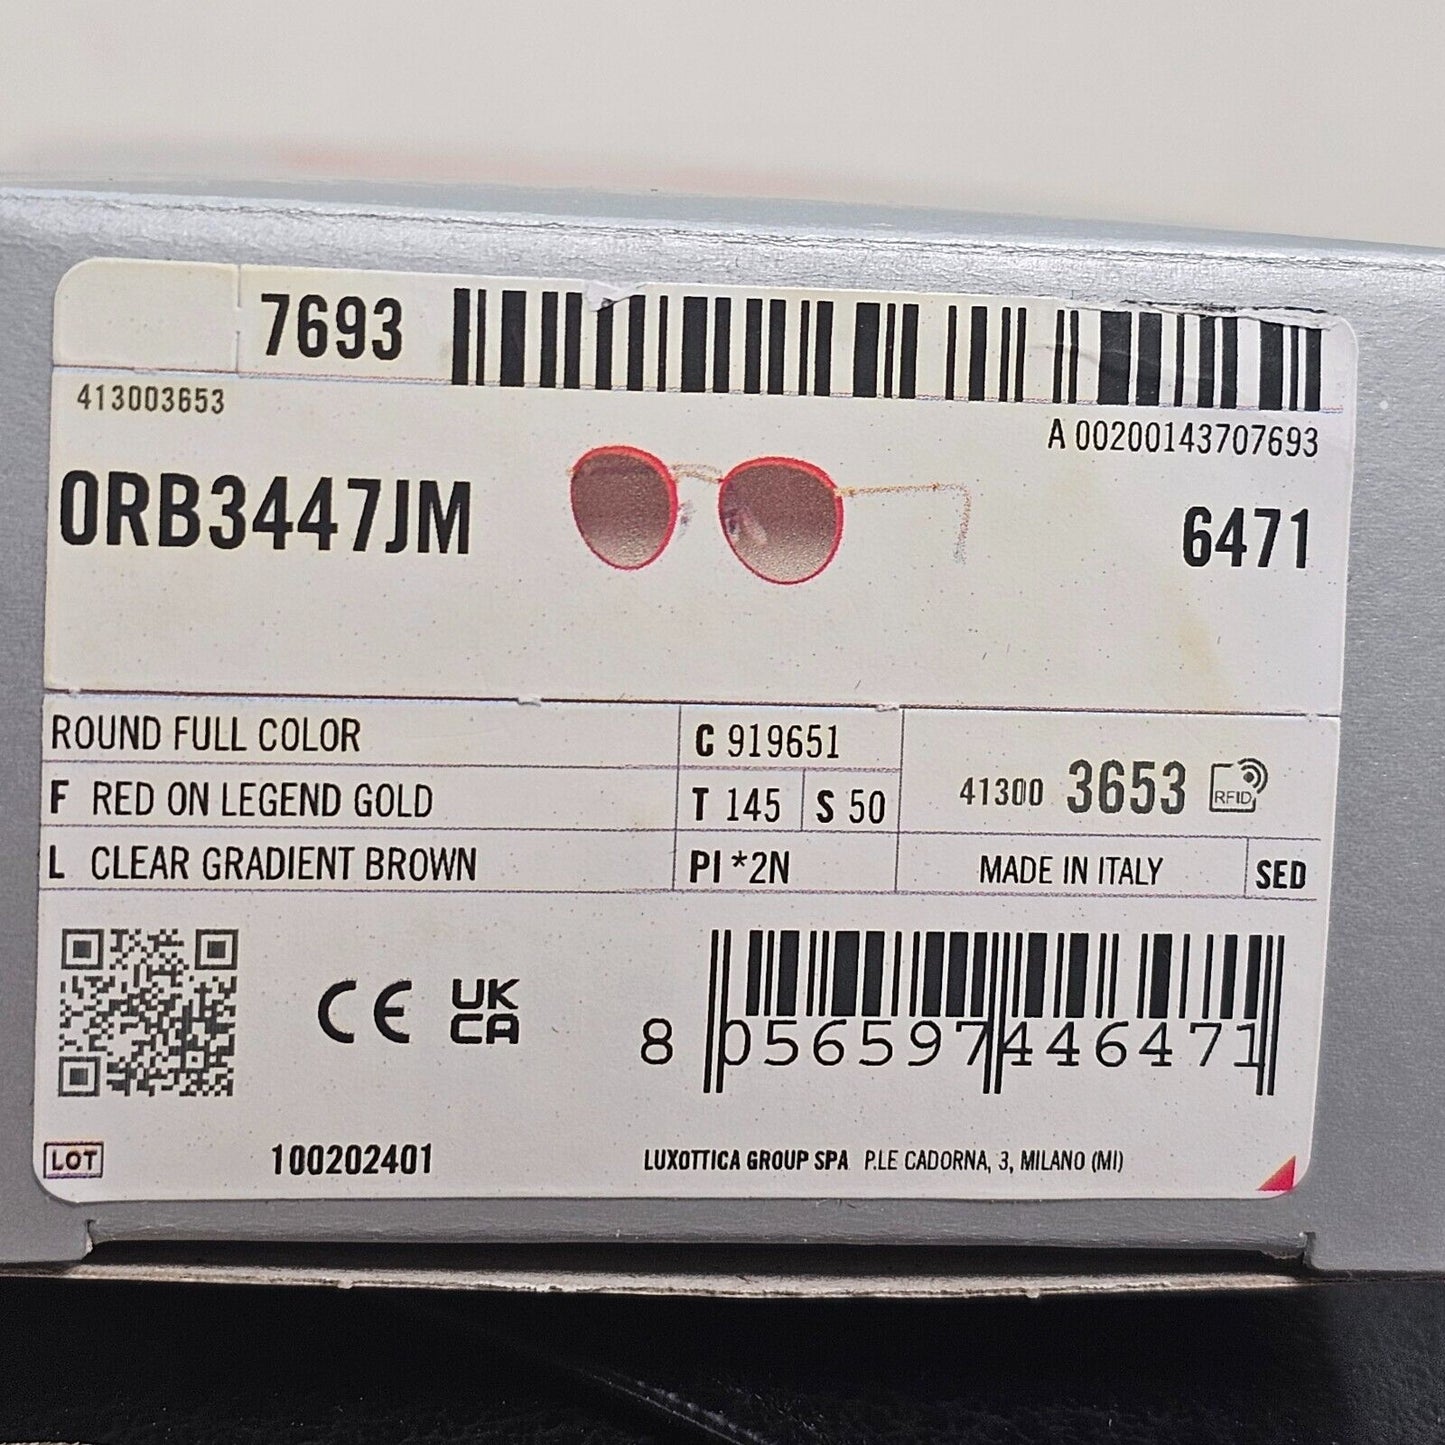 7693
413003653
A 00200143707693
0RB3447JM
6471
ROUND FULL COLOR
C 919651
F RED ON LEGEND GOLD
T 145
S 50
41300 3653
RFID
L CLEAR GRADIENT BROWN
PI *2N
MADE IN ITALY
SED
CE
UK
CA
8 056597 446471
LOT
100202401
LUXOTTICA GROUP SPA P.LE CADORNA, 3, MILANO (MI)